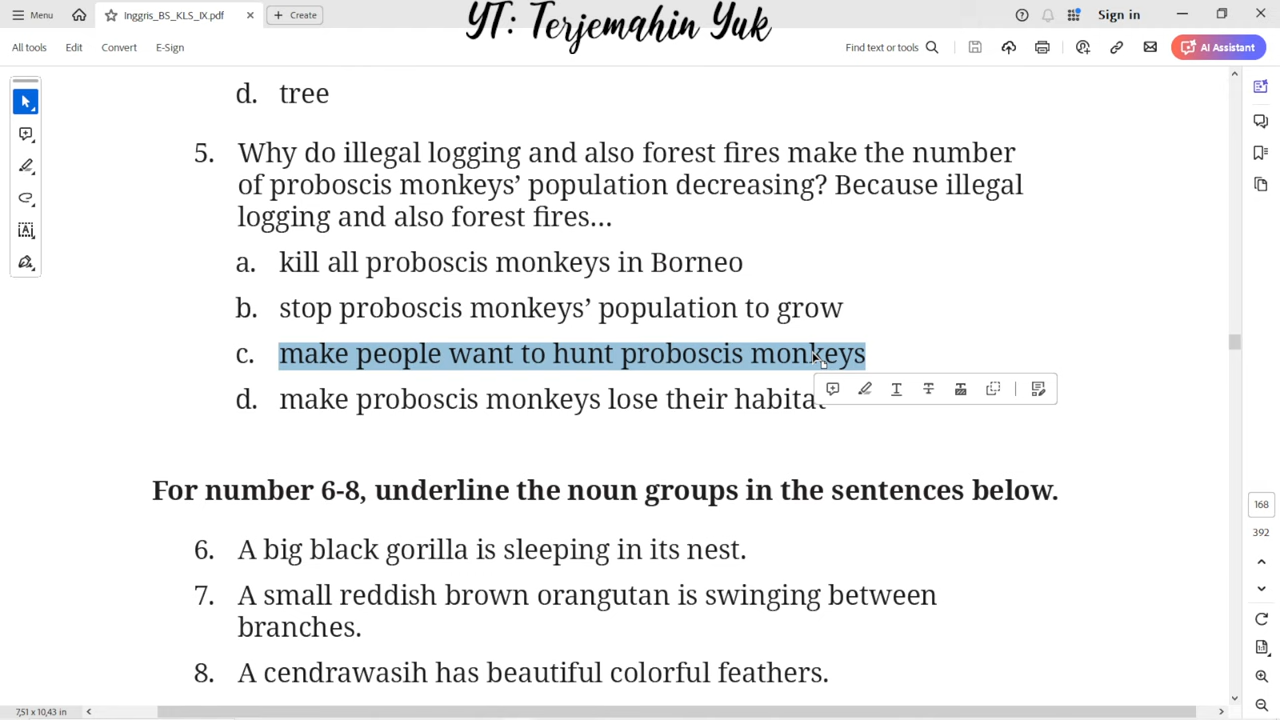 Menu
Inggris_BS_KLS_IX.pdf
Create
YT: Terjemahin Yuk
Sign in
All tools
Edit
Convert
E-Sign
Find text or tools
AI Assistant
d. tree
5. Why do illegal logging and also forest fires make the number
of proboscis monkeys’ population decreasing? Because illegal
logging and also forest fires...
a. kill all proboscis monkeys in Borneo
b. stop proboscis monkeys’ population to grow
c. make people want to hunt proboscis monkeys
d. make proboscis monkeys lose their habitat
For number 6-8, underline the noun groups in the sentences below.
6. A big black gorilla is sleeping in its nest.
7. A small reddish brown orangutan is swinging between
branches.
8. A cendrawasih has beautiful colorful feathers.
168
392
7,51 x 10,43 in